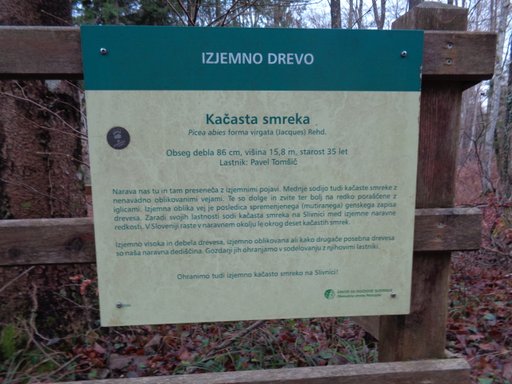 IZJEMNO DREVO
Kačasta smreka
Picea abies forma virgata (Jacques) Rehd.
Obseg debla 86 cm, višina 15,8 m, starost 35 let
Lastnik: Pavel Tomšič
Narava nas tu in tam preseneča z izjemnimi pojavi. Mednje sodijo tudi kačaste smreke z
nenavadno oblikovanimi vejami. Te so dolge in zvite ter bolj na redko poraščene z
iglicami. Izjemna oblika vej je posledica spremenjenega (mutiranega) genskega zapisa
drevesa. Zaradi svojih lastnosti sodi kačasta smreka na Slivnici med izjemne naravne
redkosti. V Sloveniji raste v naravnem okolju le okrog deset kačastih smrek.
Izjemno visoka in debela drevesa, izjemno oblikovana ali kako drugače posebna drevesa
so naša naravna dediščina. Gozdarji jih ohranjamo v sodelovanju z njihovimi lastniki.
Ohranimo tudi izjemno kačasto smreko na Slivnici!
ZAVOD ZA GOZDOVE SLOVENIJE